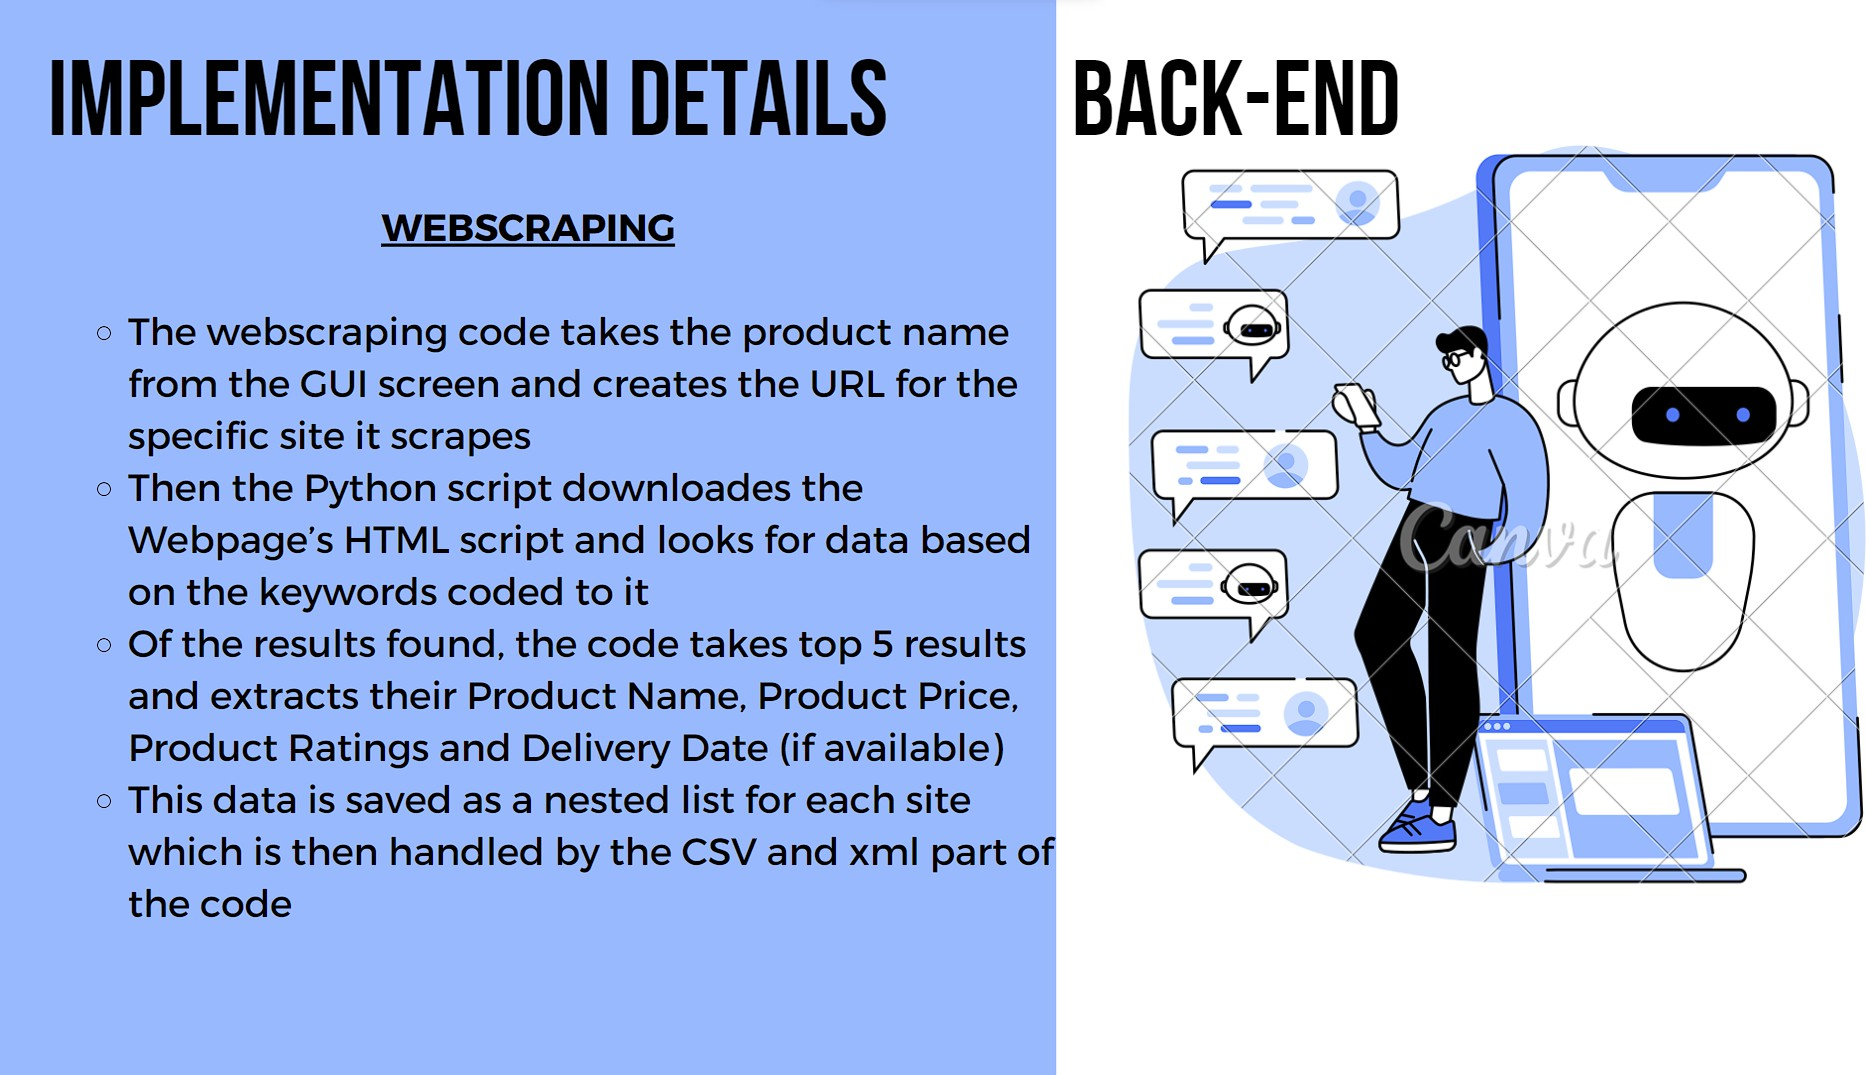 IMPLEMENTATION DETAILS
BACK-END
WEBSCRAPING
The webscraping code takes the product name
from the GUI screen and creates the URL for the
specific site it scrapes
Then the Python script downloades the
Webpage’s HTML script and looks for data based
on the keywords coded to it
Of the results found, the code takes top 5 results
and extracts their Product Name, Product Price,
Product Ratings and Delivery Date (if available)
This data is saved as a nested list for each site
which is then handled by the CSV and xml part of
the code
Canva